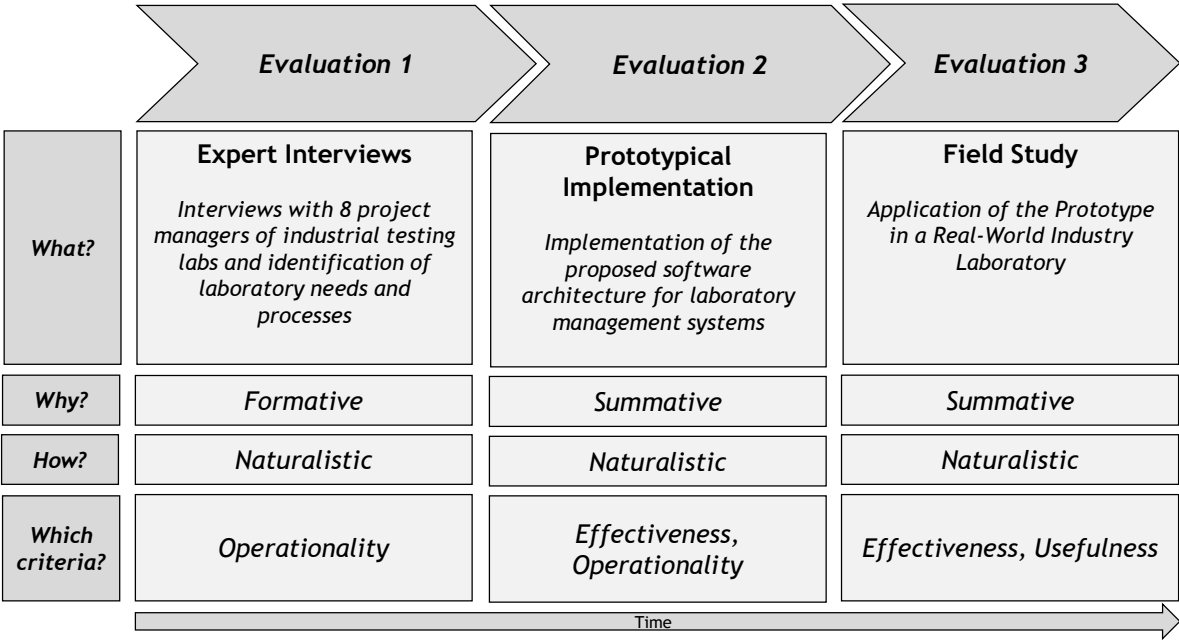 Evaluation 1
Evaluation 2
Evaluation 3
What?
Expert Interviews
Interviews with 8 project
managers of industrial testing
labs and identification of
laboratory needs and
processes
Prototypical
Implementation
Implementation of the
proposed software
architecture for laboratory
management systems
Field Study
Application of the Prototype
in a Real-World Industry
Laboratory
Why?
Formative
Summative
Summative
How?
Naturalistic
Naturalistic
Naturalistic
Which
criteria?
Operationality
Effectiveness,
Operationality
Effectiveness, Usefulness
Time